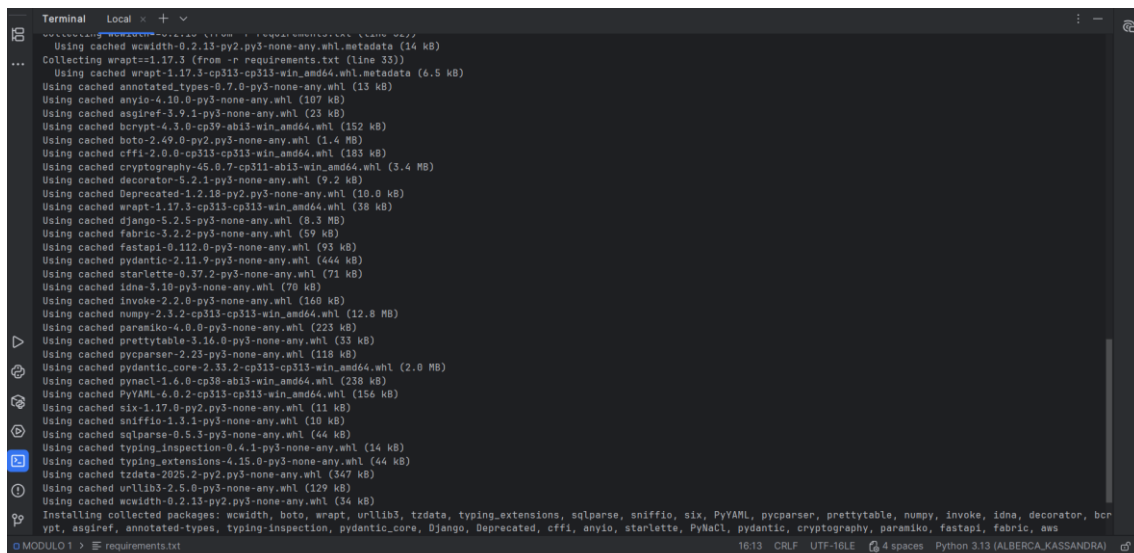 Terminal Local × +
Collecting wcwidth==0.2.13 (from -r requirements.txt (line 32))
Using cached wcwidth-0.2.13-py2.py3-none-any.whl.metadata (14 kB)
Collecting wrapt==1.17.3 (from -r requirements.txt (line 33))
Using cached wrapt-1.17.3-cp313-cp313-win_amd64.whl.metadata (6.5 kB)
Using cached annotated_types-0.7.0-py3-none-any.whl (13 kB)
Using cached anyio-4.10.0-py3-none-any.whl (107 kB)
Using cached asgiref-3.9.1-py3-none-any.whl (23 kB)
Using cached bcrypt-4.3.0-cp39-abi3-win_amd64.whl (152 kB)
Using cached boto-2.49.0-py2.py3-none-any.whl (1.4 MB)
Using cached cffi-2.0.0-cp313-cp313-win_amd64.whl (183 kB)
Using cached cryptography-45.0.7-cp311-abi3-win_amd64.whl (3.4 MB)
Using cached decorator-5.2.1-py3-none-any.whl (9.2 kB)
Using cached Deprecated-1.2.18-py2.py3-none-any.whl (10.0 kB)
Using cached wrapt-1.17.3-cp313-cp313-win_amd64.whl (38 kB)
Using cached django-5.2.5-py3-none-any.whl (8.3 MB)
Using cached fabric-3.2.2-py3-none-any.whl (59 kB)
Using cached fastapi-0.112.0-py3-none-any.whl (93 kB)
Using cached pydantic-2.11.9-py3-none-any.whl (444 kB)
Using cached starlette-0.37.2-py3-none-any.whl (71 kB)
Using cached idna-3.10-py3-none-any.whl (70 kB)
Using cached invoke-2.2.0-py3-none-any.whl (160 kB)
Using cached numpy-2.3.2-cp313-cp313-win_amd64.whl (12.8 MB)
Using cached paramiko-4.0.0-py3-none-any.whl (223 kB)
Using cached prettytable-3.16.0-py3-none-any.whl (33 kB)
Using cached pycparser-2.23-py3-none-any.whl (118 kB)
Using cached pydantic_core-2.33.2-cp313-cp313-win_amd64.whl (2.0 MB)
Using cached pynacl-1.6.0-cp38-abi3-win_amd64.whl (238 kB)
Using cached PyYAML-6.0.2-cp313-cp313-win_amd64.whl (156 kB)
Using cached six-1.17.0-py2.py3-none-any.whl (11 kB)
Using cached sniffio-1.3.1-py3-none-any.whl (10 kB)
Using cached sqlparse-0.5.3-py3-none-any.whl (44 kB)
Using cached typing_inspection-0.4.1-py3-none-any.whl (14 kB)
Using cached typing_extensions-4.15.0-py3-none-any.whl (44 kB)
Using cached tzdata-2025.2-py2.py3-none-any.whl (347 kB)
Using cached urllib3-2.5.0-py3-none-any.whl (129 kB)
Using cached wcwidth-0.2.13-py2.py3-none-any.whl (34 kB)
Installing collected packages: wcwidth, boto, wrapt, urllib3, tzdata, typing_extensions, sqlparse, sniffio, six, PyYAML, pycparser, prettytable, numpy, invoke, idna, decorator, bcr
ypt, asgiref, annotated-types, typing-inspection, pydantic_core, Django, Deprecated, cffi, anyio, starlette, PyNaCl, pydantic, cryptography, paramiko, fastapi, fabric, aws
MODULO 1 > requirements.txt 16:13 CRLF UTF-16LE 4 spaces Python 3.13 (ALBERCA_KASSANDRA)